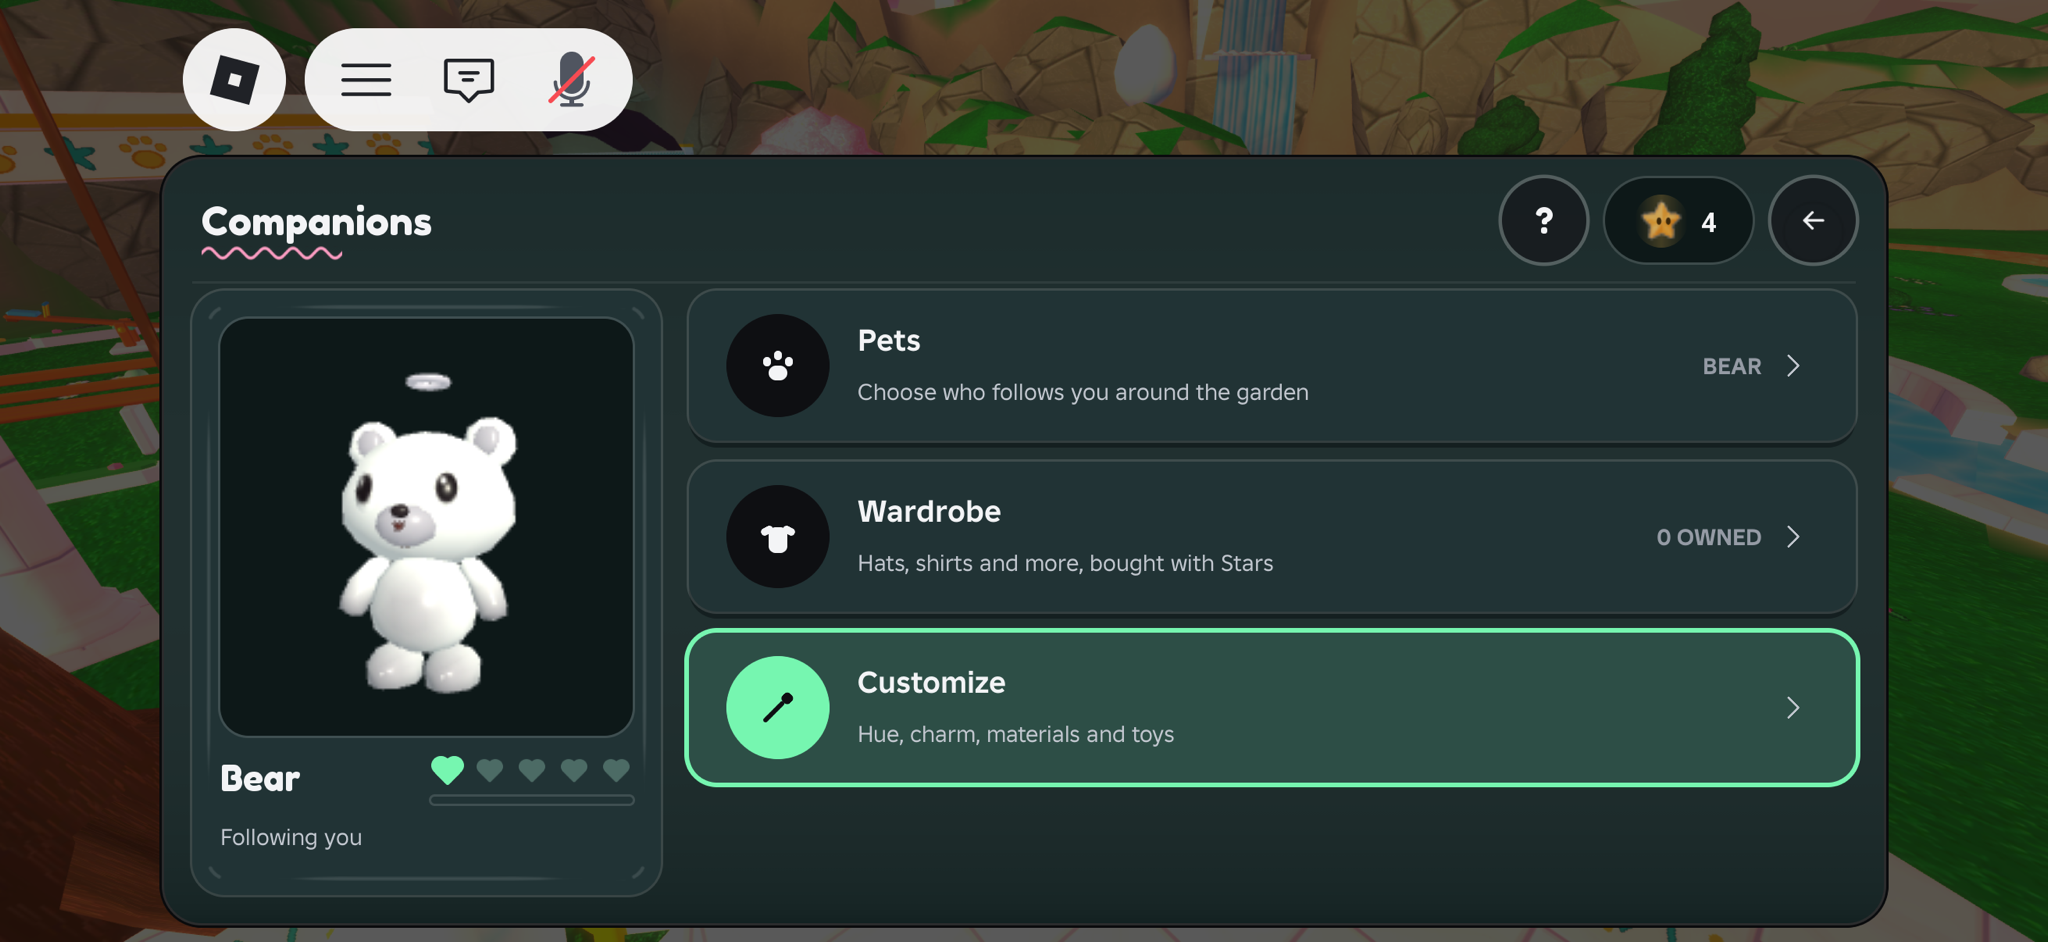 Companions
?
4
Pets
Choose who follows you around the garden
BEAR
Wardrobe
Hats, shirts and more, bought with Stars
0 OWNED
Customize
Hue, charm, materials and toys
Bear
Following you